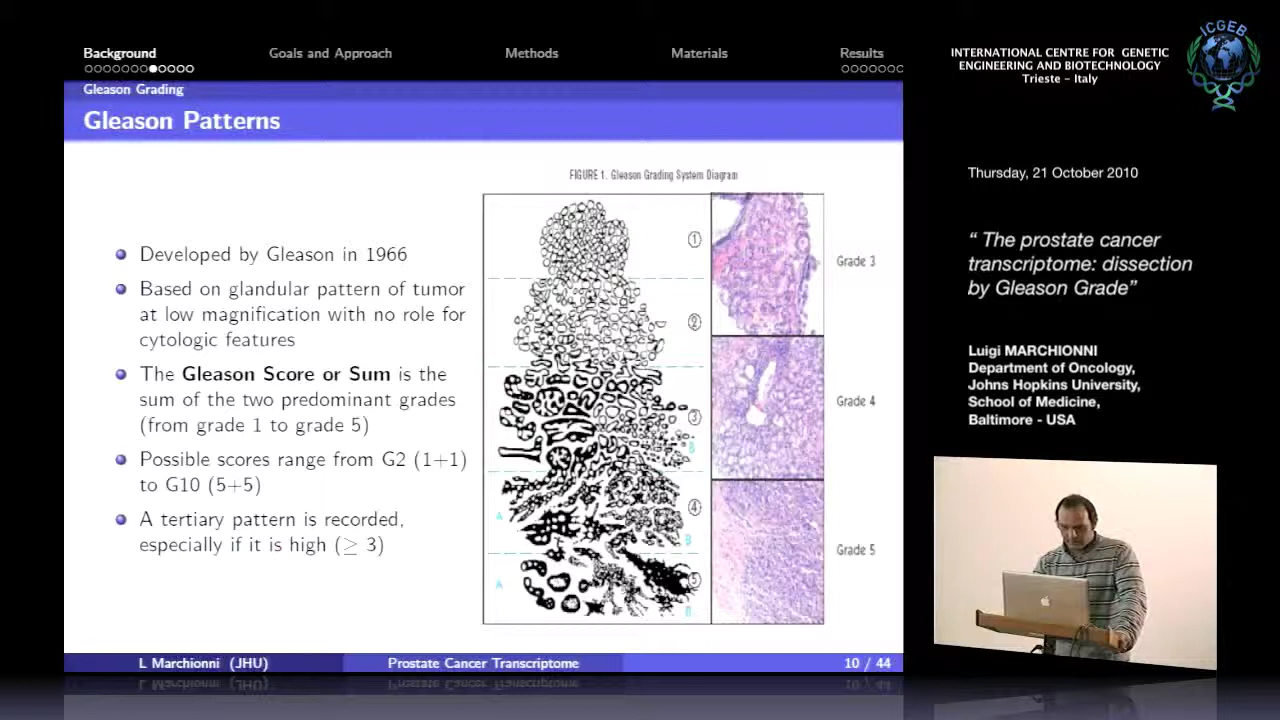 Background
Goals and Approach
Methods
Materials
Results
Gleason Grading
Gleason Patterns
Developed by Gleason in 1966
Based on glandular pattern of tumor
at low magnification with no role for
cytologic features
The Gleason Score or Sum is the
sum of the two predominant grades
(from grade 1 to grade 5)
Possible scores range from G2 (1+1)
to G10 (5+5)
A tertiary pattern is recorded,
especially if it is high (≥ 3)
FIGURE 1. Gleason Grading System Diagram
1
2
3
B
4
A
B
A
5
B
Grade 3
Grade 4
Grade 5
L Marchionni (JHU)
Prostate Cancer Transcriptome
10 / 44
INTERNATIONAL CENTRE FOR GENETIC
ENGINEERING AND BIOTECHNOLOGY
Trieste – Italy
ICGEB
Thursday, 21 October 2010
“ The prostate cancer
transcriptome: dissection
by Gleason Grade”
Luigi MARCHIONNI
Department of Oncology,
Johns Hopkins University,
School of Medicine,
Baltimore - USA